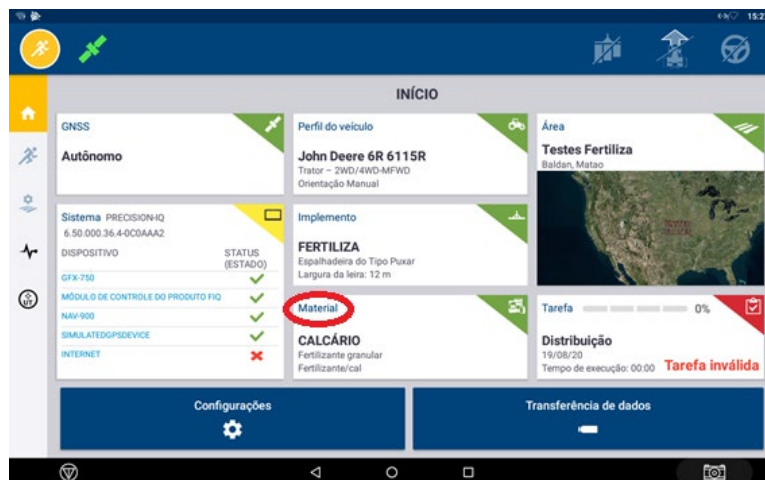 15:2
INÍCIO
GNSS
Autônomo
Perfil do veículo
John Deere 6R 6115R
Trator – 2WD/4WD-MFWD
Orientação Manual
Área
Testes Fertiliza
Baldan, Matao
UNITED
STATES
Sistema PRECISION-IQ
6.50.000.36.4-0C0AAA2
DISPOSITIVO
STATUS
(ESTADO)
GFX-750
MÓDULO DE CONTROLE DO PRODUTO FIQ
NAV-900
SIMULATEDGPSDEVICE
INTERNET
Implemento
FERTILIZA
Espalhadeira do Tipo Puxar
Largura da leira: 12 m
Material
CALCÁRIO
Fertilizante granular
Fertilizante/cal
Tarefa 0%
Distribuição
19/08/20
Tempo de execução: 00:00 Tarefa inválida
UT
Configurações
Transferência de dados